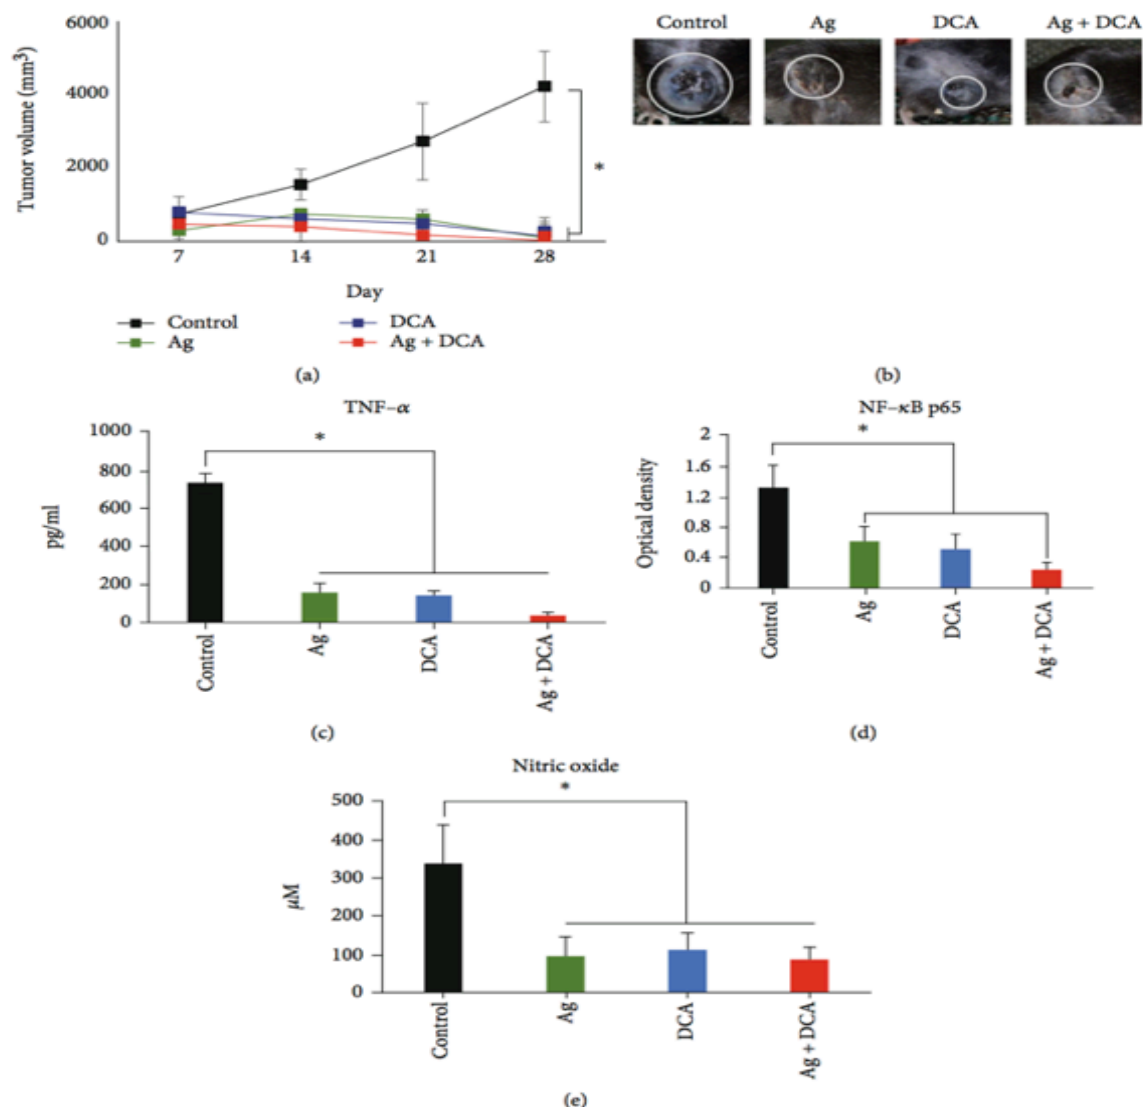 6000
4000
2000
0
Tumor volume (mm³)
7 14 21 28
Day
Control
Ag
DCA
Ag + DCA
*
(a)
Control Ag DCA Ag + DCA
(b)
TNF-α
1000
800
600
400
200
0
pg/ml
*
Control
Ag
DCA
Ag + DCA
(c)
NF-κB p65
2
1.6
1.2
0.8
0.4
0
Optical density
*
Control
Ag
DCA
Ag + DCA
(d)
Nitric oxide
500
400
300
200
100
0
μM
*
Control
Ag
DCA
Ag + DCA
(e)